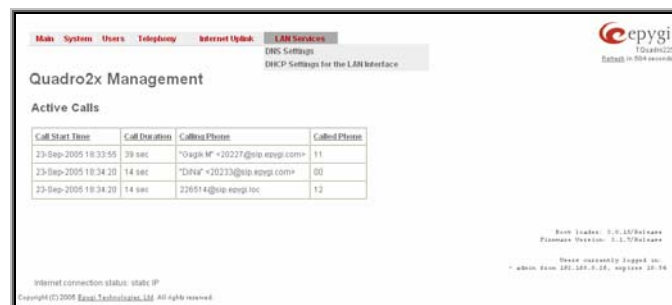 Main System Users Telephony Internet Uplink LAN Services
epygi
DNS Settings
DHCP Settings for the LAN Interface
Refresh in 504 seconds
Quadro2x Management
Active Calls
Call Start Time Call Duration Calling Phone Called Phone
23-Sep-2005 18:33:55 39 sec "Gagik M" <20227@sip.epygi.com> 11
23-Sep-2005 18:34:20 14 sec "DiNa" <20233@sip.epygi.com> 00
23-Sep-2005 18:34:20 14 sec 226514@sip.epygi.loc 12
Boot loader: /Release
Firmware Version: 3.1.7/Release
Users currently logged in:
Internet connection status: static IP
Copyright (C) 2005 Epygi Technologies, Ltd. All rights reserved.